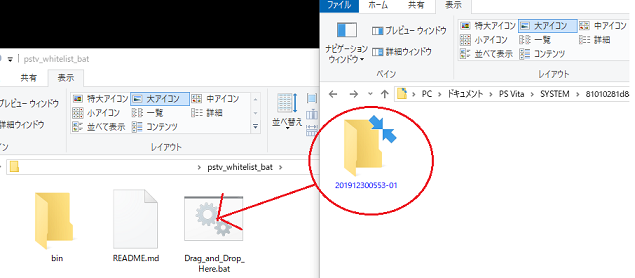 pstv_whitelist_bat
共有 表示
プレビュー ウィンドウ
詳細ウィンドウ
特大アイコン 大アイコン 中アイコン
小アイコン 一覧 詳細
並べて表示 コンテンツ
並べ替え
レイアウト
pstv_whitelist_bat
bin
README.md
Drag_and_Drop_
Here.bat
ファイル ホーム 共有 表示
ナビゲーション
ウィンドウ
プレビュー ウィンドウ
詳細ウィンドウ
ペイン
特大アイコン 大アイコン 中アイコン
小アイコン 一覧 詳細
並べて表示 コンテンツ
レイアウト
PC ドキュメント PS Vita SYSTEM 81010281d8
201912300553-01